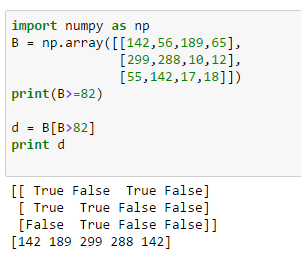 import numpy as np
B = np.array([[142,56,189,65],
[299,288,10,12],
[55,142,17,18]])
print(B>=82)
d = B[B>82]
print d
[[ True False  True False]
[ True  True False False]
[False  True False False]]
[142 189 299 288 142]